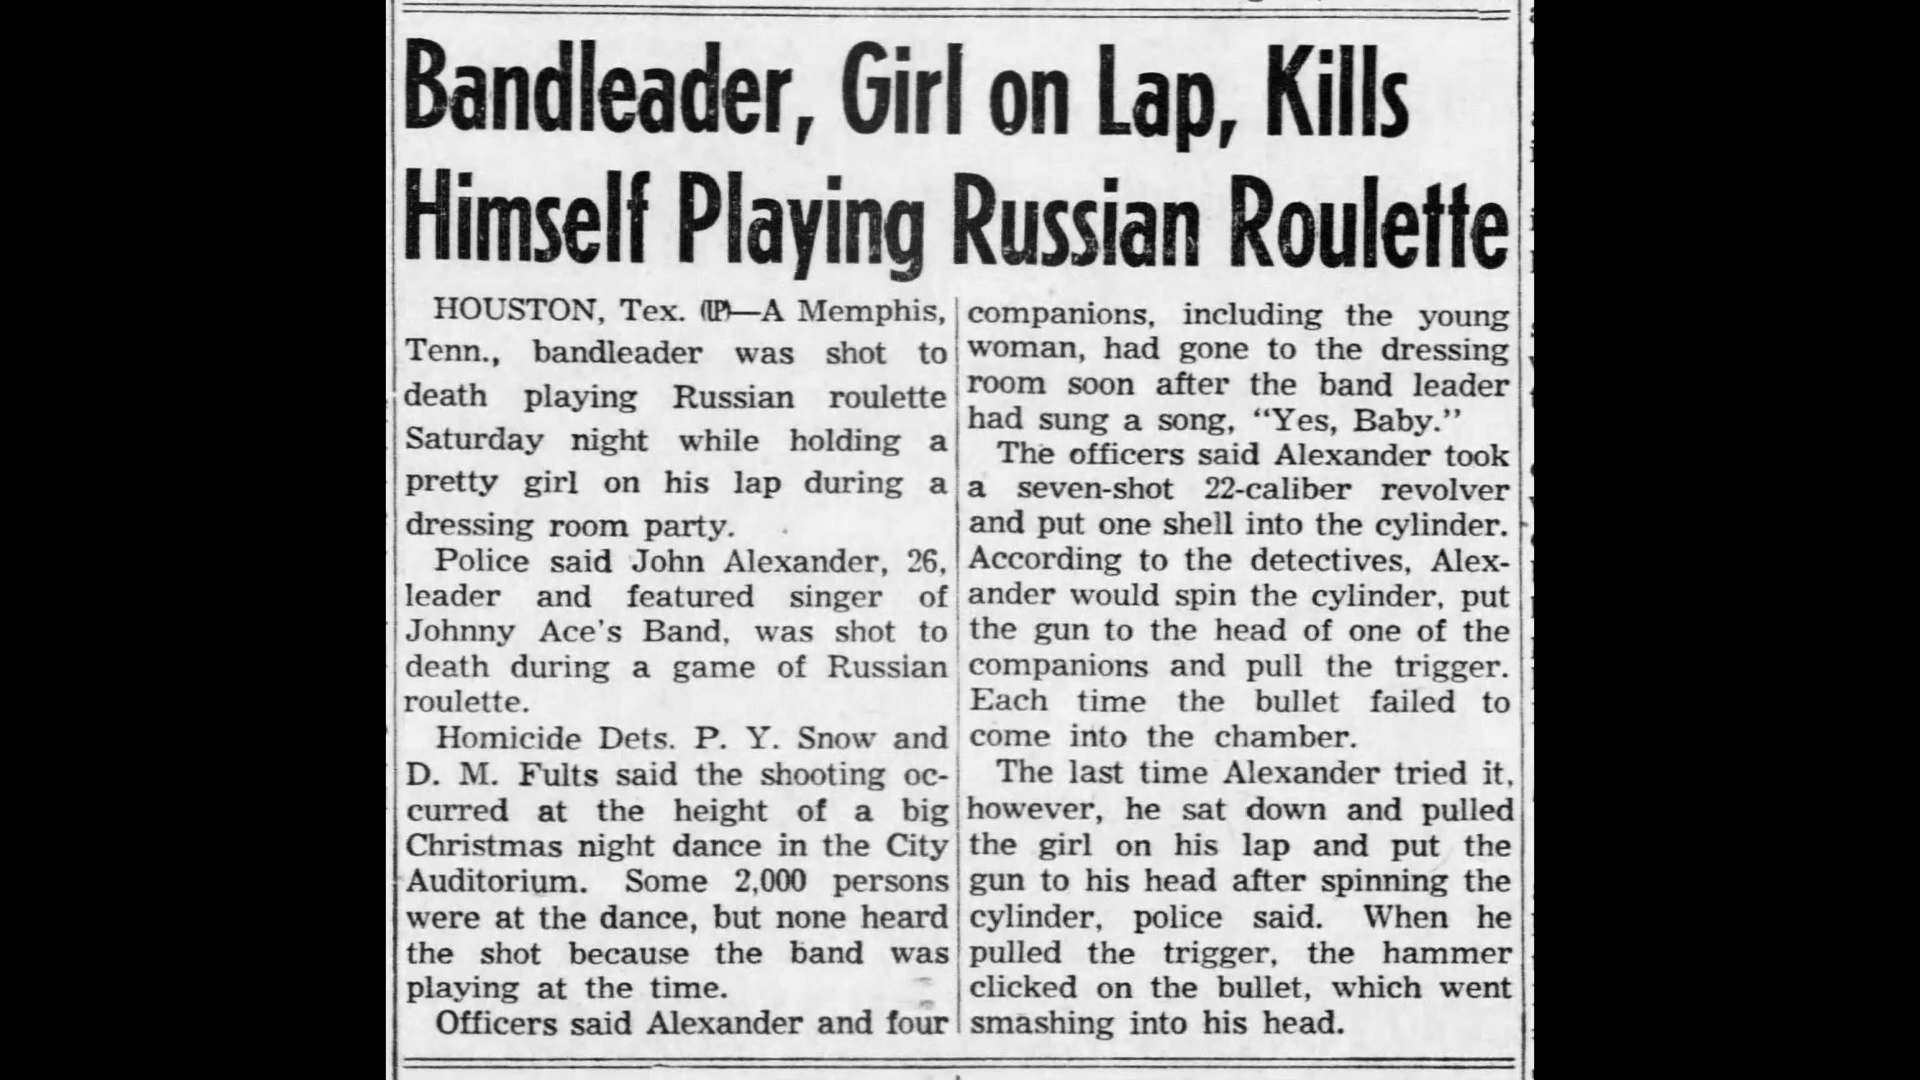 Bandleader, Girl on Lap, Kills
Himself Playing Russian Roulette
HOUSTON, Tex. (UP)—A Memphis,
Tenn., bandleader was shot to
death playing Russian roulette
Saturday night while holding a
pretty girl on his lap during a
dressing room party.
Police said John Alexander, 26,
leader and featured singer of
Johnny Ace's Band, was shot to
death during a game of Russian
roulette.
Homicide Dets. P. Y. Snow and
D. M. Fults said the shooting oc-
curred at the height of a big
Christmas night dance in the City
Auditorium. Some 2,000 persons
were at the dance, but none heard
the shot because the band was
playing at the time.
Officers said Alexander and four
companions, including the young
woman, had gone to the dressing
room soon after the band leader
had sung a song, "Yes, Baby."
The officers said Alexander took
a seven-shot 22-caliber revolver
and put one shell into the cylinder.
According to the detectives, Alex-
ander would spin the cylinder, put
the gun to the head of one of the
companions and pull the trigger.
Each time the bullet failed to
come into the chamber.
The last time Alexander tried it,
however, he sat down and pulled
the girl on his lap and put the
gun to his head after spinning the
cylinder, police said. When he
pulled the trigger, the hammer
clicked on the bullet, which went
smashing into his head.